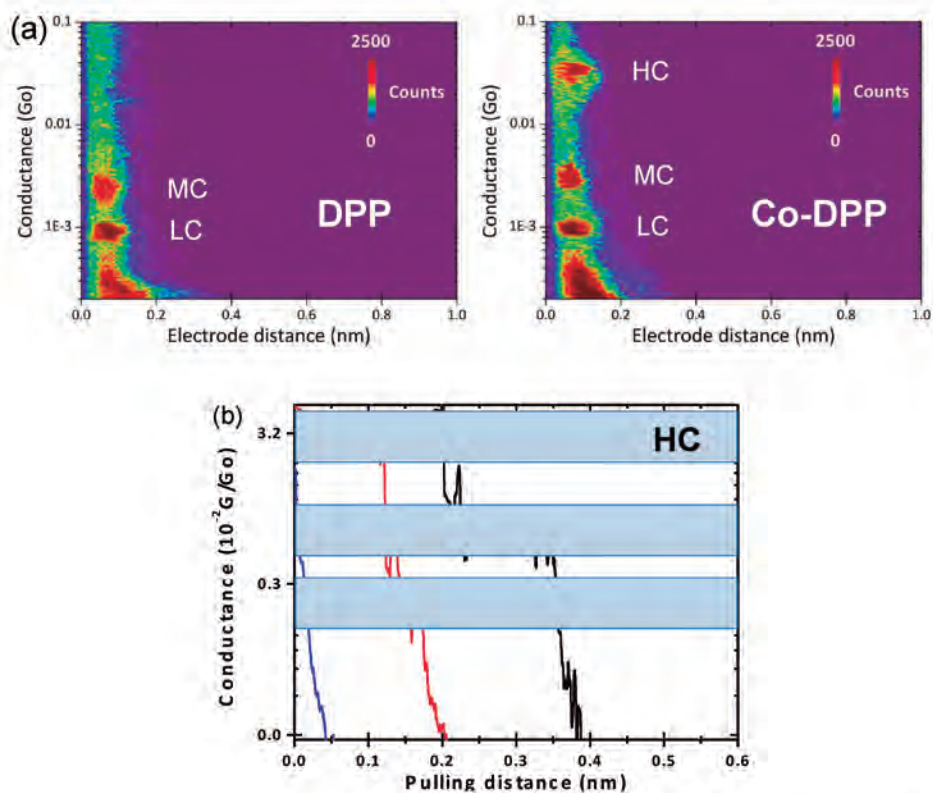 (a)
0.1
0.01
1E-3
Conductance (Go)
2500
Counts
0
MC
LC
DPP
0.0
0.2
0.4
0.6
0.8
1.0
Electrode distance (nm)
0.1
0.01
1E-3
Conductance (Go)
2500
Counts
0
HC
MC
LC
Co-DPP
0.0
0.2
0.4
0.6
0.8
1.0
Electrode distance (nm)
(b)
3.2
0.3
0.0
Conductance (10⁻² G/Go)
HC
0.0
0.1
0.2
0.3
0.4
0.5
0.6
Pulling distance (nm)